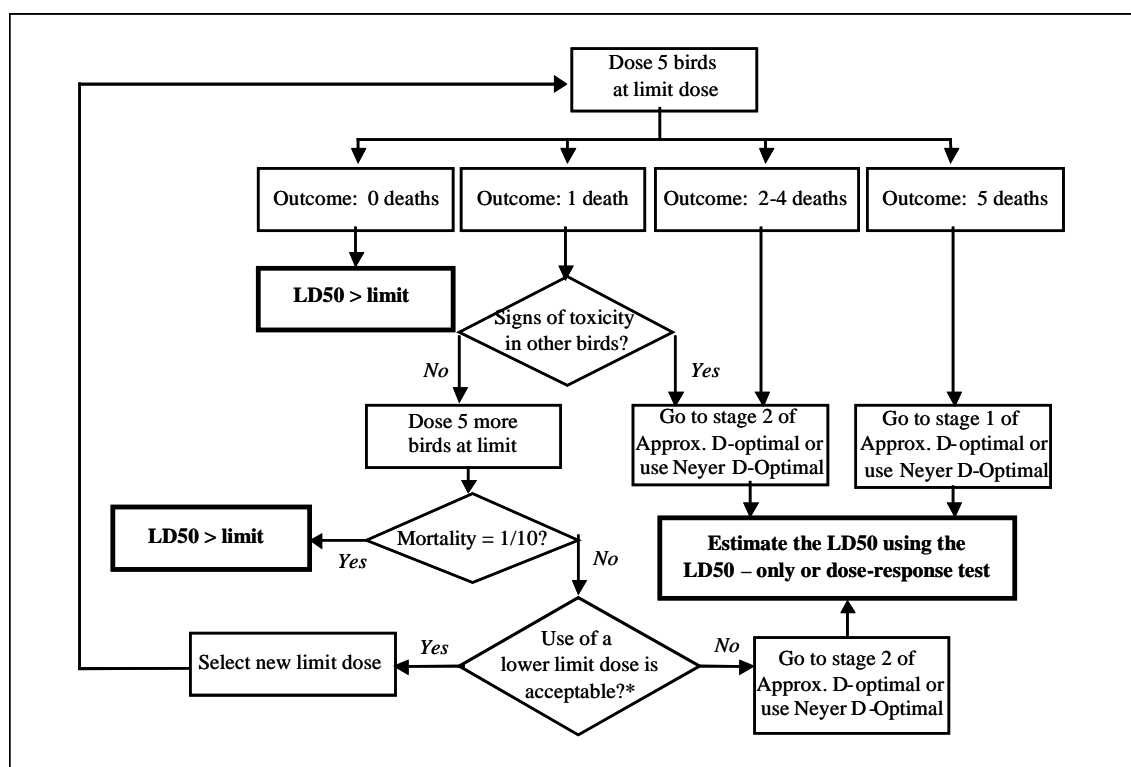 Dose 5 birds
at limit dose
Outcome: 0 deaths
Outcome: 1 death
Outcome: 2-4 deaths
Outcome: 5 deaths
LD50 > limit
Signs of toxicity
in other birds?
No
Yes
Dose 5 more
birds at limit
Go to stage 2 of
Approx. D-optimal or
use Neyer D-Optimal
Go to stage 1 of
Approx. D-optimal or
use Neyer D-Optimal
LD50 > limit
Yes
Mortality = 1/10?
No
Estimate the LD50 using the
LD50 – only or dose-response test
Select new limit dose
Yes
Use of a
lower limit dose is
acceptable?*
No
Go to stage 2 of
Approx. D-optimal or
use Neyer D-Optimal